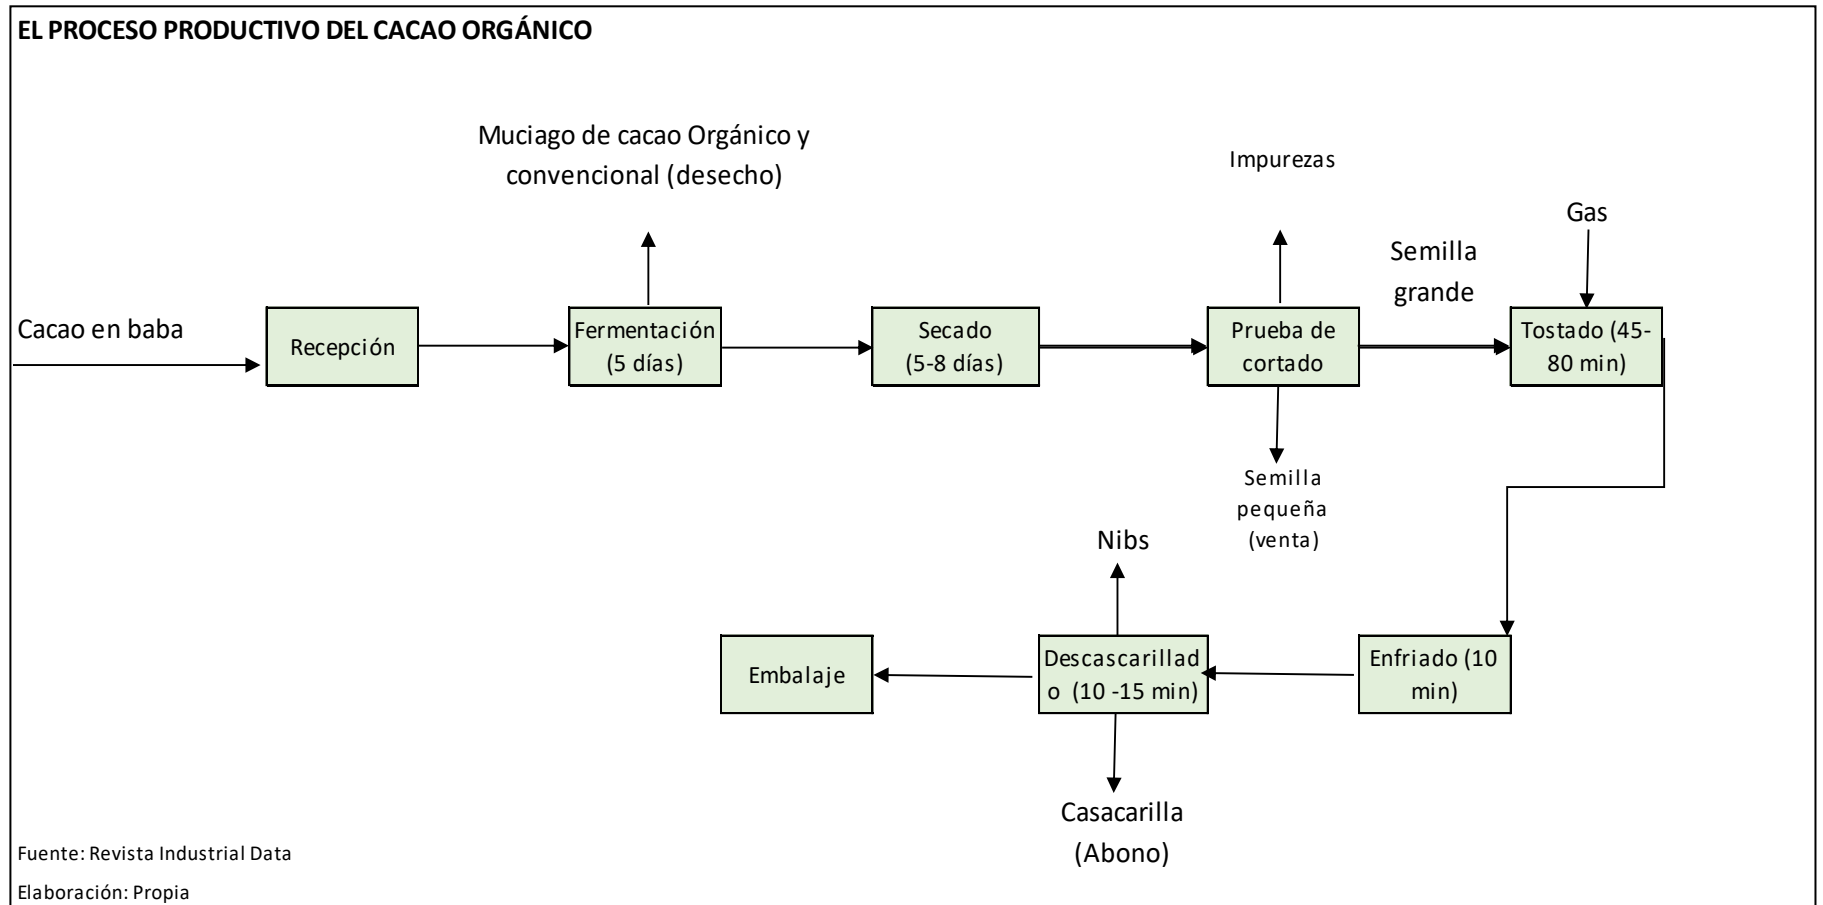 EL PROCESO PRODUCTIVO DEL CACAO ORGÁNICO
Muciago de cacao Orgánico y
convencional (desecho)
Impurezas
Gas
Semilla
grande
Cacao en baba
Recepción
Fermentación
(5 días)
Secado
(5-8 días)
Prueba de
cortado
Tostado (45-
80 min)
Semilla
pequeña
(venta)
Nibs
Embalaje
Descascarillad
o (10 -15 min)
Enfriado (10
min)
Casacarilla
(Abono)
Fuente: Revista Industrial Data
Elaboración: Propia